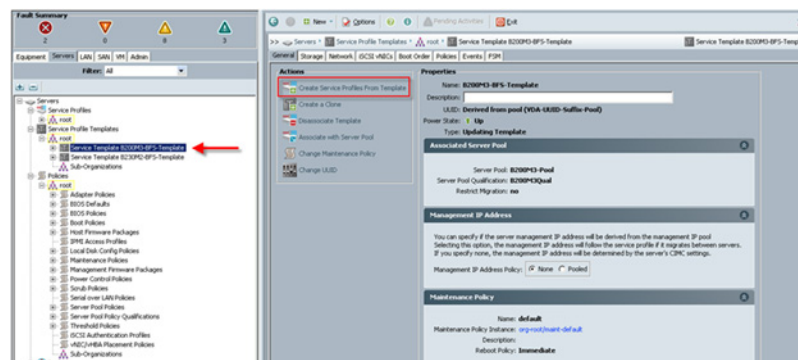 Fault Summary
2 0 8 3
Equipment Servers LAN SAN VM Admin
Filter: All
Servers
Service Profiles
root
Service Profile Templates
root
Service Template B200M3-BFS-Template
Service Template B230M2-BFS-Template
Sub-Organizations
Policies
root
Adapter Policies
BIOS Defaults
BIOS Policies
Boot Policies
Host Firmware Packages
IPMI Access Profiles
Local Disk Config Policies
Maintenance Policies
Management Firmware Packages
Power Control Policies
Scrub Policies
Serial over LAN Policies
Server Pool Policies
Server Pool Policy Qualifications
Threshold Policies
iSCSI Authentication Profiles
vNIC/vHBA Placement Policies
Sub-Organizations
New Options Pending Activities Exit
>> Servers Service Profile Templates root Service Template B200M3-BFS-Template Service Template B200M3-BFS-Temp
General Storage Network iSCSI vNICs Boot Order Policies Events FSM
Actions
Create Service Profiles From Template
Create a Clone
Disassociate Template
Associate with Server Pool
Change Maintenance Policy
Change UUID
Properties
Name: B200M3-BFS-Template
Description:
UUID: Derived from pool (VDA-UUID-Suffix-Pool)
Power State: Up
Type: Updating Template
Associated Server Pool
Server Pool: B200M3-Pool
Server Pool Qualification: B200M3Qual
Restrict Migration: no
Management IP Address
You can specify if the server management IP address will be derived from the management IP pool
Selecting this option, the management IP address will follow the service profile if it migrates between servers.
If you specify none, the management IP address will be determined by the server's CIMC settings.
Management IP Address Policy: None Pooled
Maintenance Policy
Name: default
Maintenance Policy Instance: org-root/maint-default
Description:
Reboot Policy: Immediate